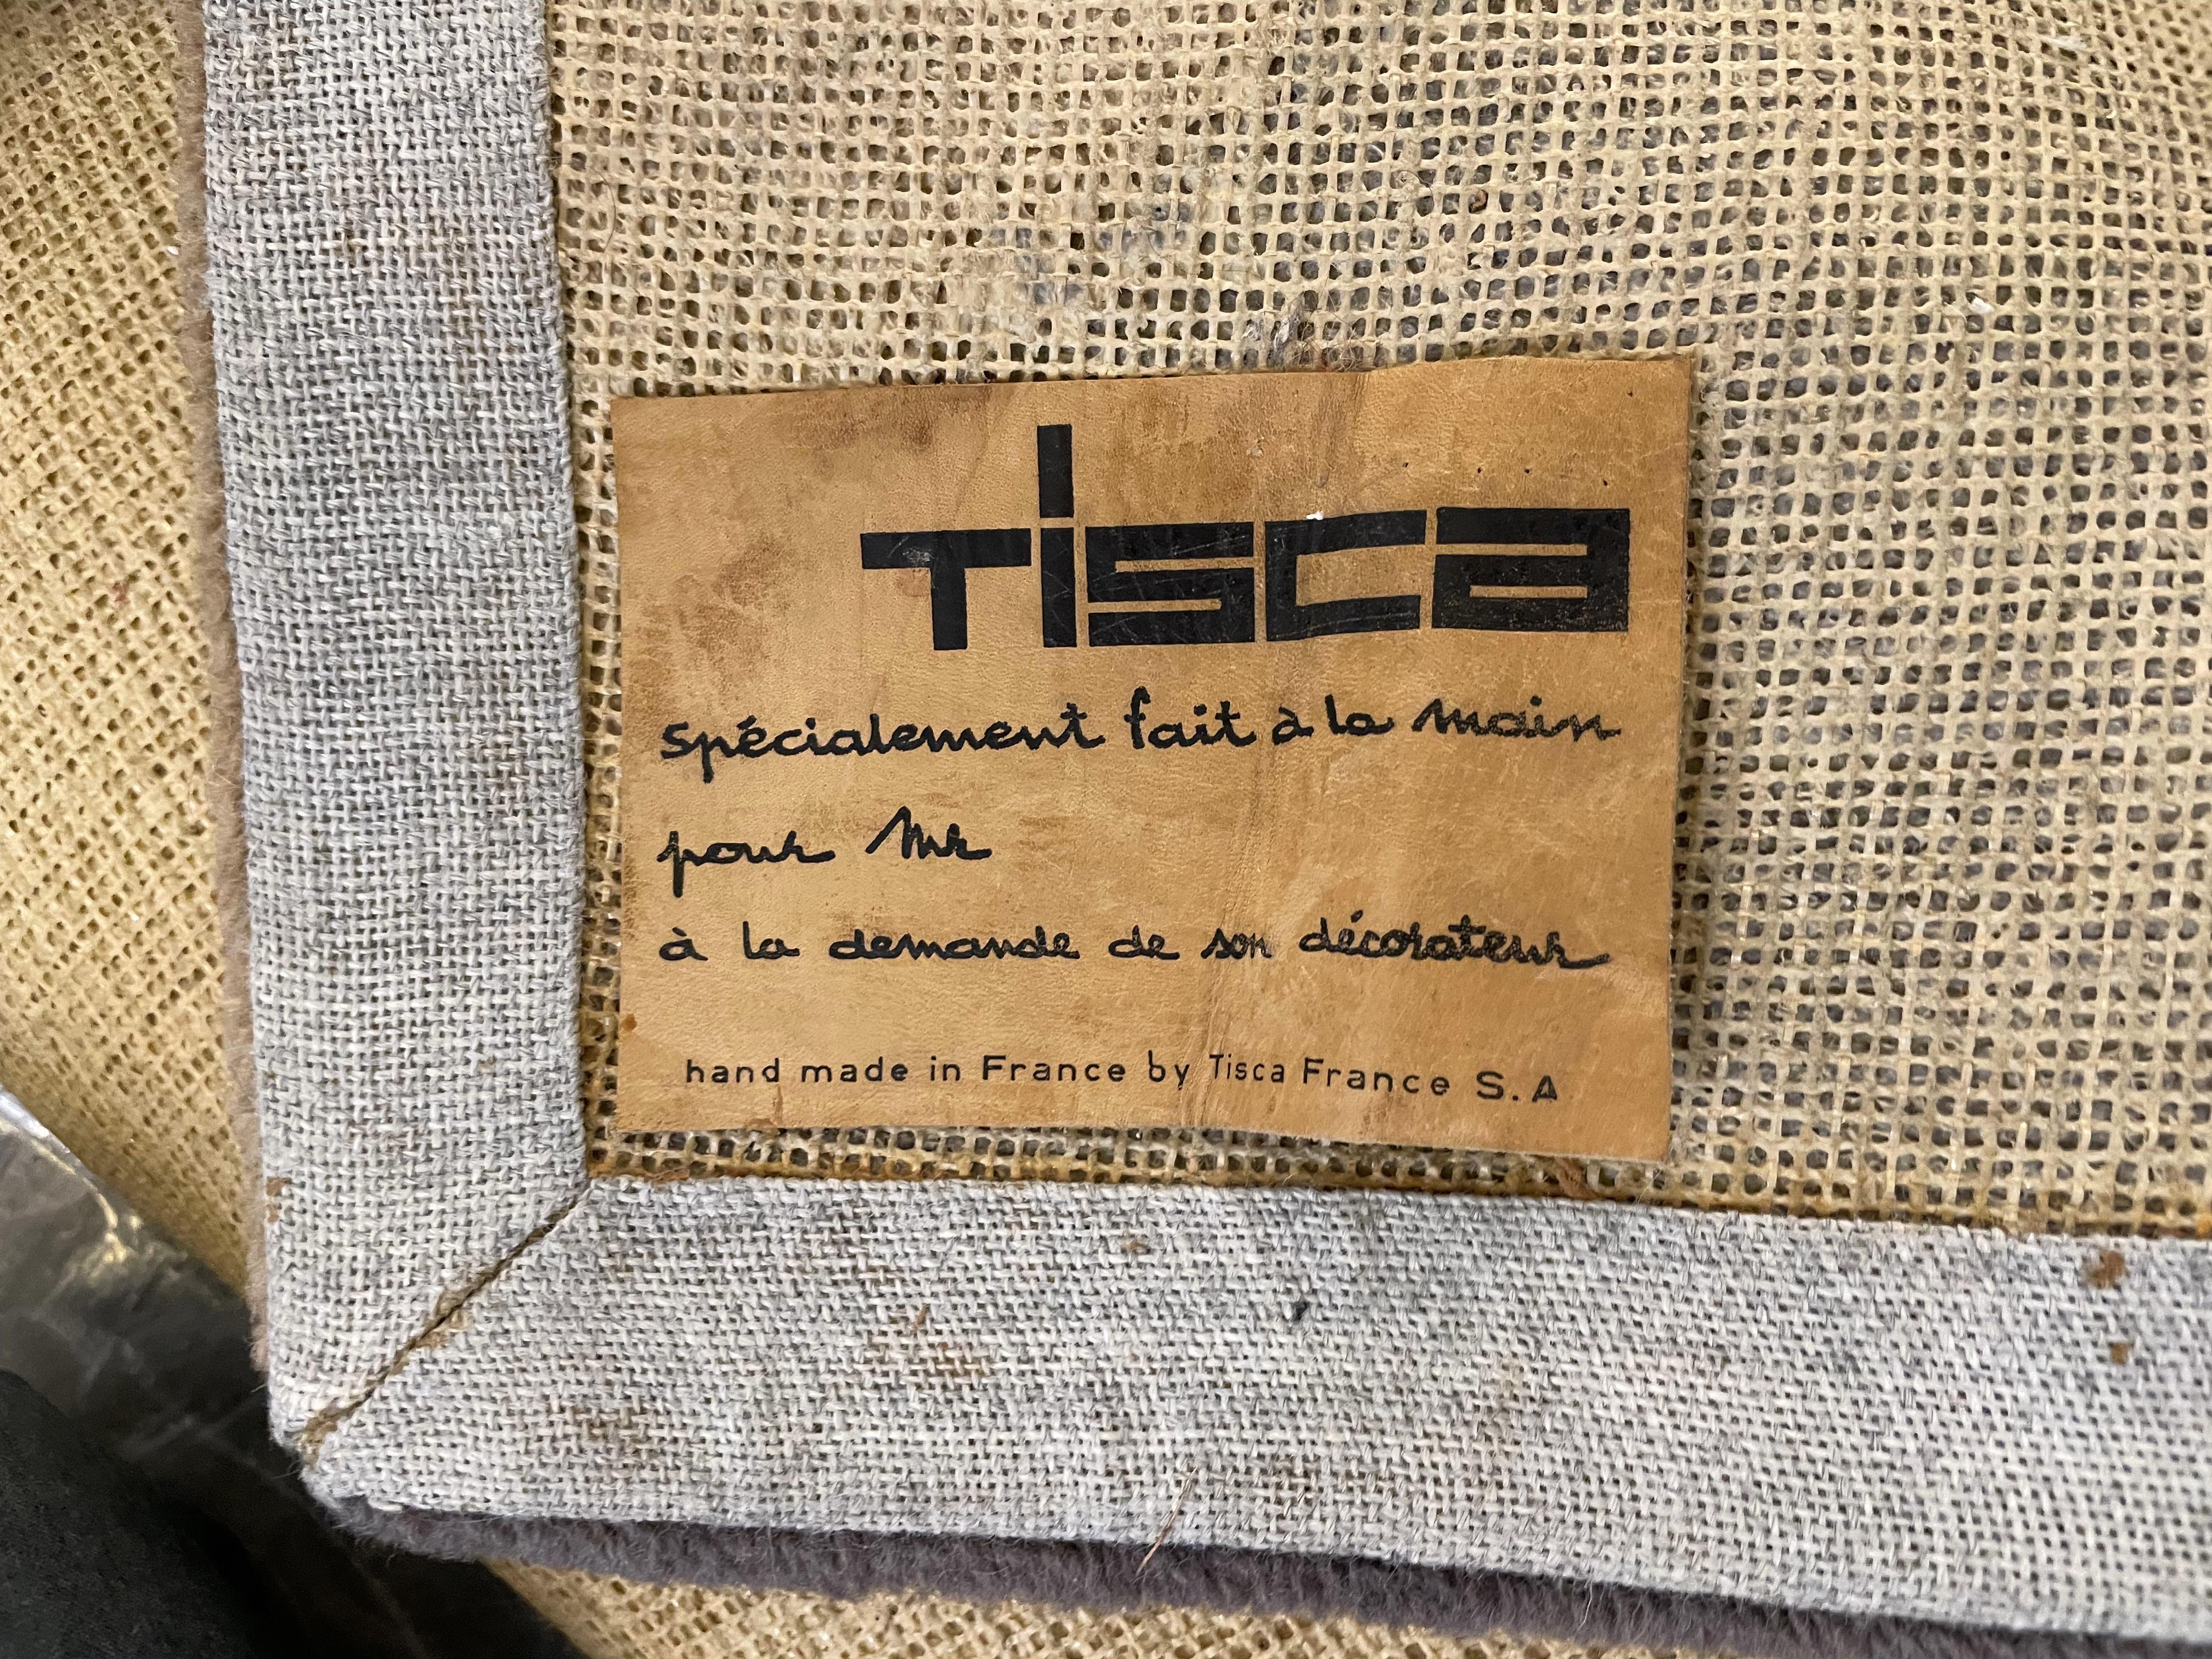 Tisca
spécialement fait à la main
pour Mr
à la demande de son décorateur
hand made in France by Tisca France S.A